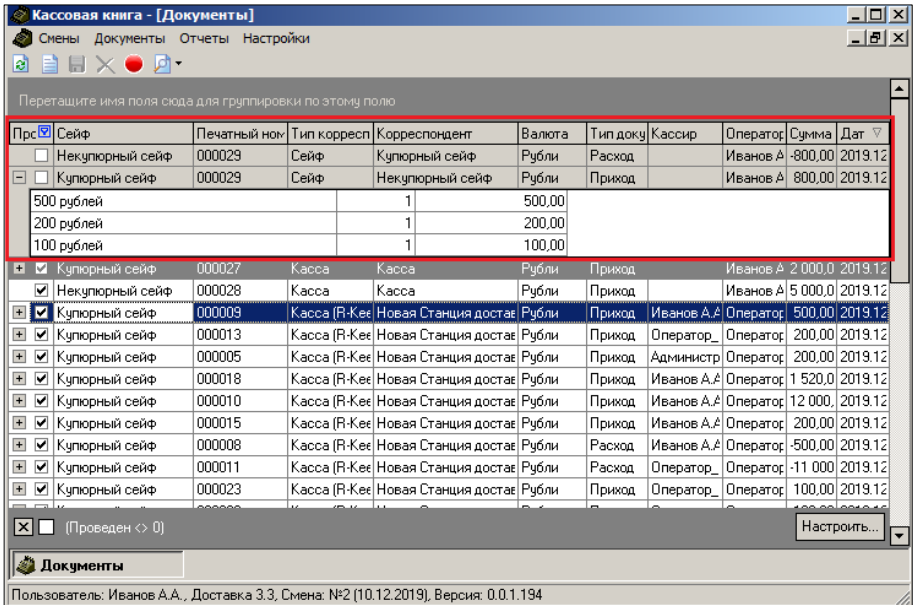 Кассовая книга - [Документы]
Смены Документы Отчеты Настройки
Перетащите имя поля сюда для группировки по этому полю
Прс Сейф Печатный ном Тип корресп Корреспондент Валюта Тип доку Кассир Оператор Сумма Дат
Некупюрный сейф 000029 Сейф Купюрный сейф Рубли Расход Иванов А -800,00 2019.12
Купюрный сейф 000029 Сейф Некупюрный сейф Рубли Приход Иванов А 800,00 2019.12
500 рублей 1 500,00
200 рублей 1 200,00
100 рублей 1 100,00
Купюрный сейф 000027 Касса Касса Рубли Приход Иванов А 2 000,0 2019.12
Некупюрный сейф 000028 Касса Касса Рубли Приход Иванов А 5 000,0 2019.12
Купюрный сейф 000009 Касса (R-Kee Новая Станция достав Рубли Приход Иванов А.А Оператор 500,00 2019.12
Купюрный сейф 000013 Касса (R-Kee Новая Станция достав Рубли Приход Оператор_ Оператор 200,00 2019.12
Купюрный сейф 000005 Касса (R-Kee Новая Станция достав Рубли Приход Администр Оператор 200,00 2019.12
Купюрный сейф 000018 Касса (R-Kee Новая Станция достав Рубли Приход Иванов А.А Оператор 1 520,0 2019.12
Купюрный сейф 000010 Касса (R-Kee Новая Станция достав Рубли Приход Иванов А.А Оператор 12 000, 2019.12
Купюрный сейф 000015 Касса (R-Kee Новая Станция достав Рубли Приход Иванов А.А Оператор 200,00 2019.12
Купюрный сейф 000008 Касса (R-Kee Новая Станция достав Рубли Расход Иванов А.А Оператор -500,00 2019.12
Купюрный сейф 000011 Касса (R-Kee Новая Станция достав Рубли Расход Оператор_ Оператор -11 000 2019.12
Купюрный сейф 000023 Касса (R-Kee Новая Станция достав Рубли Приход Оператор_ Оператор 100,00 2019.12
(Проведен <> 0) Настроить...
Документы
Пользователь: Иванов А.А., Доставка 3.3, Смена: №2 (10.12.2019), Версия: 0.0.1.194